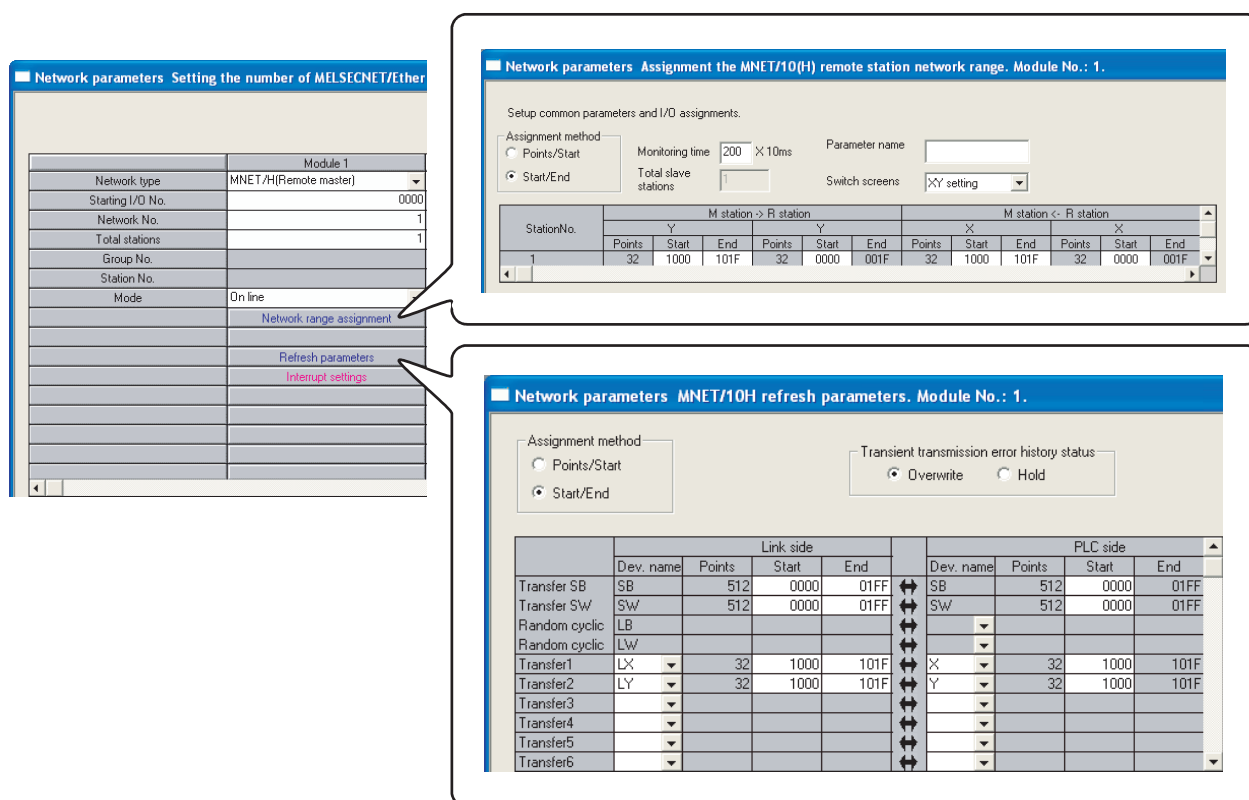 Network parameters Setting the number of MELSECNET/Ether
Module 1
Network type MNET/H(Remote master)
Starting I/O No. 0000
Network No. 1
Total stations 1
Group No.
Station No.
Mode On line
Network range assignment
Refresh parameters
Interrupt settings
Network parameters Assignment the MNET/10(H) remote station network range. Module No.: 1.
Setup common parameters and I/O assignments.
Assignment method
Points/Start
Start/End
Monitoring time 200 X 10ms
Total slave
stations 1
Parameter name
Switch screens XY setting
StationNo. M station -> R station M station <- R station
Y Y X X
Points Start End Points Start End Points Start End Points Start End
1 32 1000 101F 32 0000 001F 32 1000 101F 32 0000 001F
Network parameters MNET/10H refresh parameters. Module No.: 1.
Assignment method
Points/Start
Start/End
Transient transmission error history status
Overwrite Hold
Link side PLC side
Dev. name Points Start End Dev. name Points Start End
Transfer SB SB 512 0000 01FF SB 512 0000 01FF
Transfer SW SW 512 0000 01FF SW 512 0000 01FF
Random cyclic LB
Random cyclic LW
Transfer1 LX 32 1000 101F X 32 1000 101F
Transfer2 LY 32 1000 101F Y 32 1000 101F
Transfer3
Transfer4
Transfer5
Transfer6